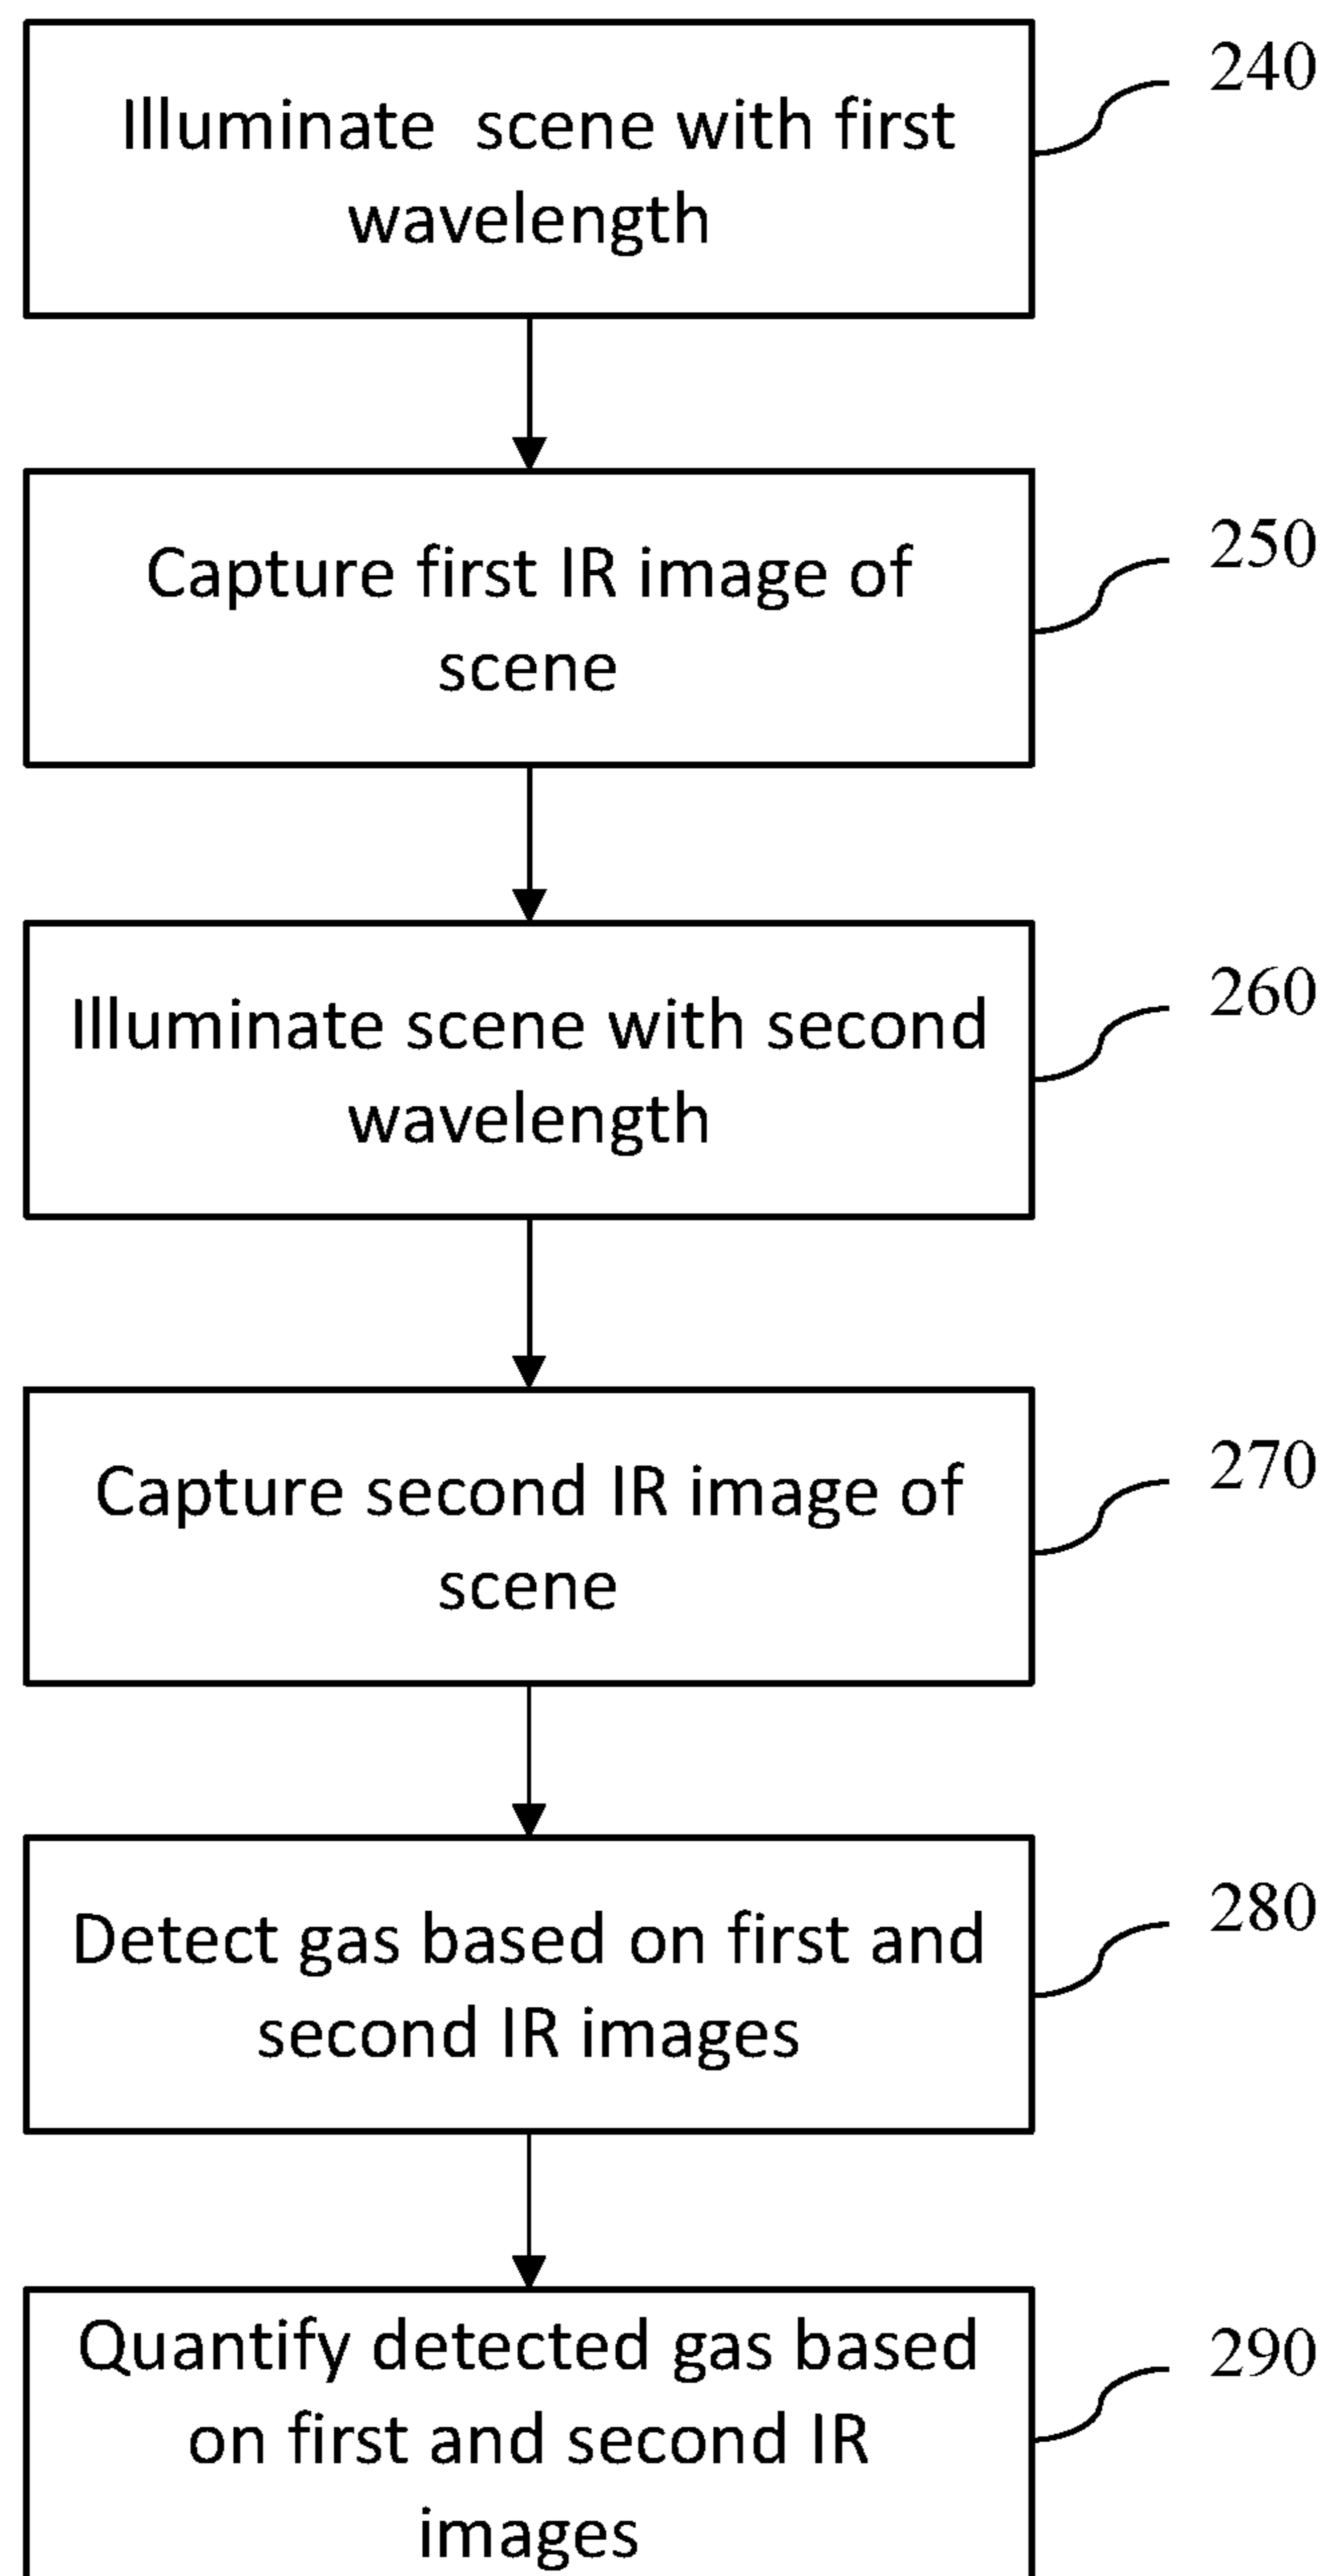 Illuminate scene with first
wavelength
240
Capture first IR image of
scene
250
Illuminate scene with second
wavelength
260
Capture second IR image of
scene
270
Detect gas based on first and
second IR images
280
Quantify detected gas based
on first and second IR
images
290